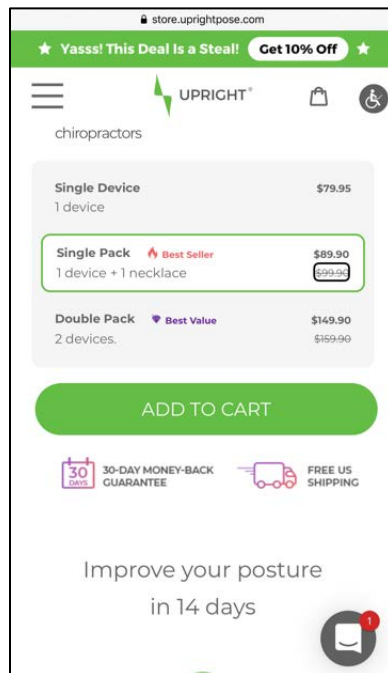 store.uprightpose.com
Yasss! This Deal Is a Steal! Get 10% Off
UPRIGHT®
chiropractors
Single Device $79.95
1 device
Single Pack Best Seller $89.90
1 device + 1 necklace $99.90
Double Pack Best Value $149.90
2 devices. $159.90
ADD TO CART
30 DAYS
30-DAY MONEY-BACK
GUARANTEE
FREE US
SHIPPING
Improve your posture
in 14 days
1